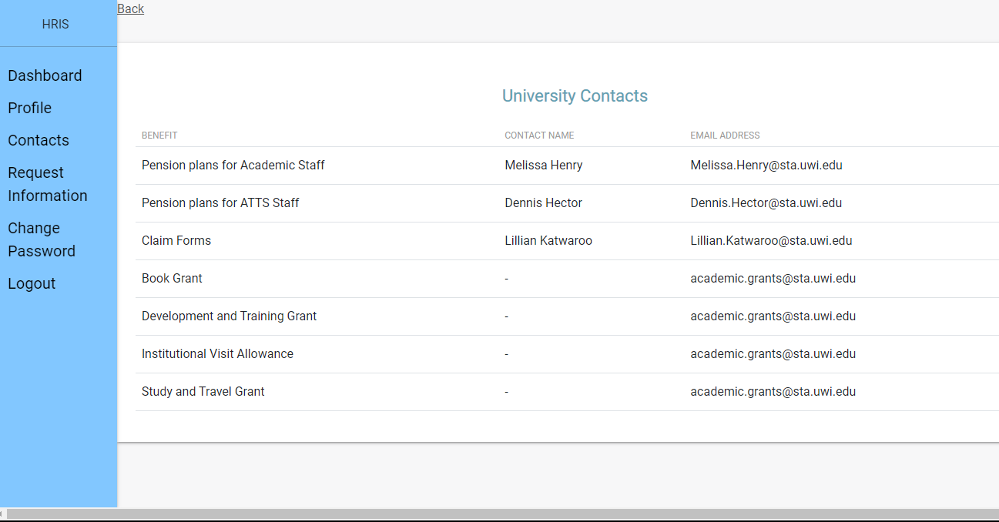 Back
HRIS
Dashboard
Profile
Contacts
Request
Information
Change
Password
Logout
University Contacts
BENEFIT CONTACT NAME EMAIL ADDRESS
Pension plans for Academic Staff Melissa Henry Melissa.Henry@sta.uwi.edu
Pension plans for ATTS Staff Dennis Hector Dennis.Hector@sta.uwi.edu
Claim Forms Lillian Katwaroo Lillian.Katwaroo@sta.uwi.edu
Book Grant - academic.grants@sta.uwi.edu
Development and Training Grant - academic.grants@sta.uwi.edu
Institutional Visit Allowance - academic.grants@sta.uwi.edu
Study and Travel Grant - academic.grants@sta.uwi.edu